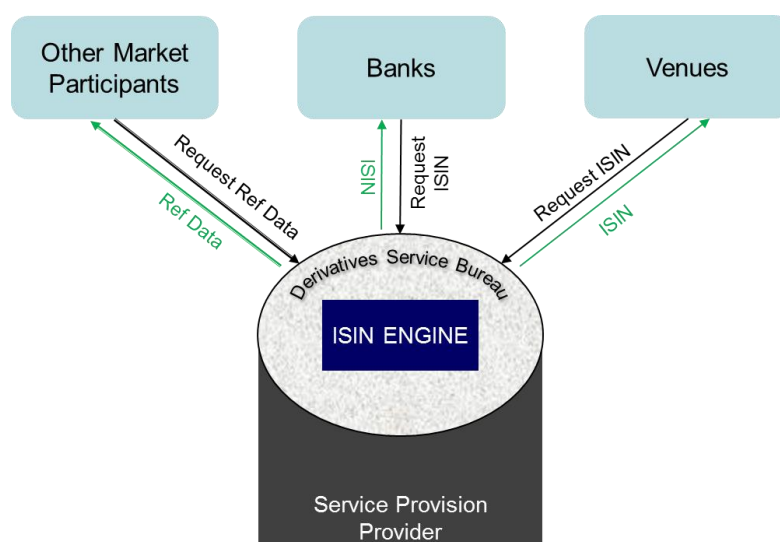 Other Market
Participants
Banks
Venues
Request Ref Data
Ref Data
ISIN
Request
ISIN
Request ISIN
ISIN
Derivatives Service Bureau
ISIN ENGINE
Service Provision
Provider